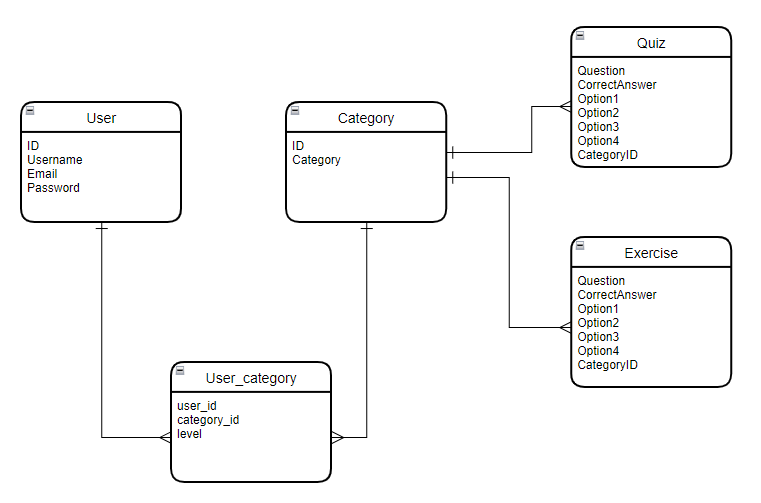 User
ID
Username
Email
Password
Category
ID
Category
Quiz
Question
CorrectAnswer
Option1
Option2
Option3
Option4
CategoryID
Exercise
Question
CorrectAnswer
Option1
Option2
Option3
Option4
CategoryID
User_category
user_id
category_id
level